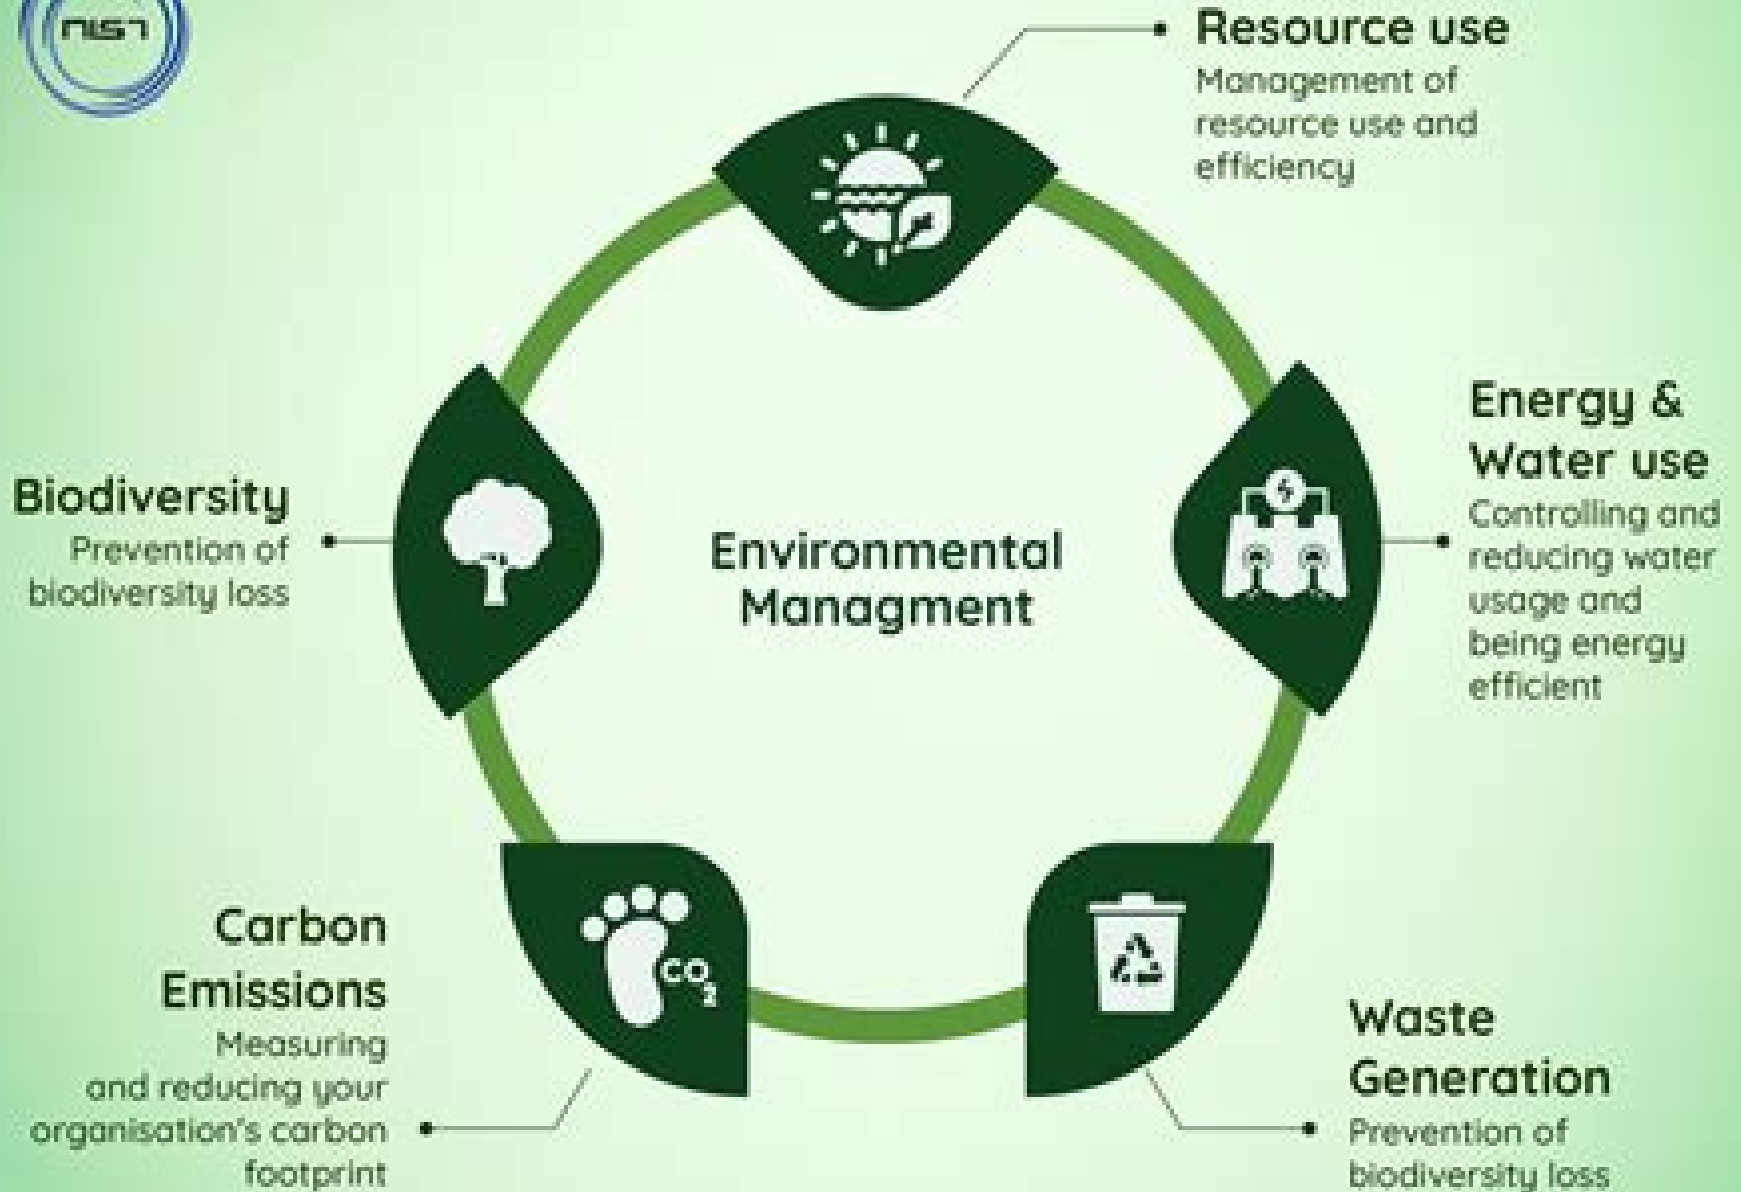 NIST
Resource use
Management of
resource use and
efficiency
Energy &
Water use
Controlling and
reducing water
usage and
being energy
efficient
Biodiversity
Prevention of
biodiversity loss
Environmental
Managment
Carbon
Emissions
Measuring
and reducing your
organisation's carbon
footprint
CO2
Waste
Generation
Prevention of
biodiversity loss